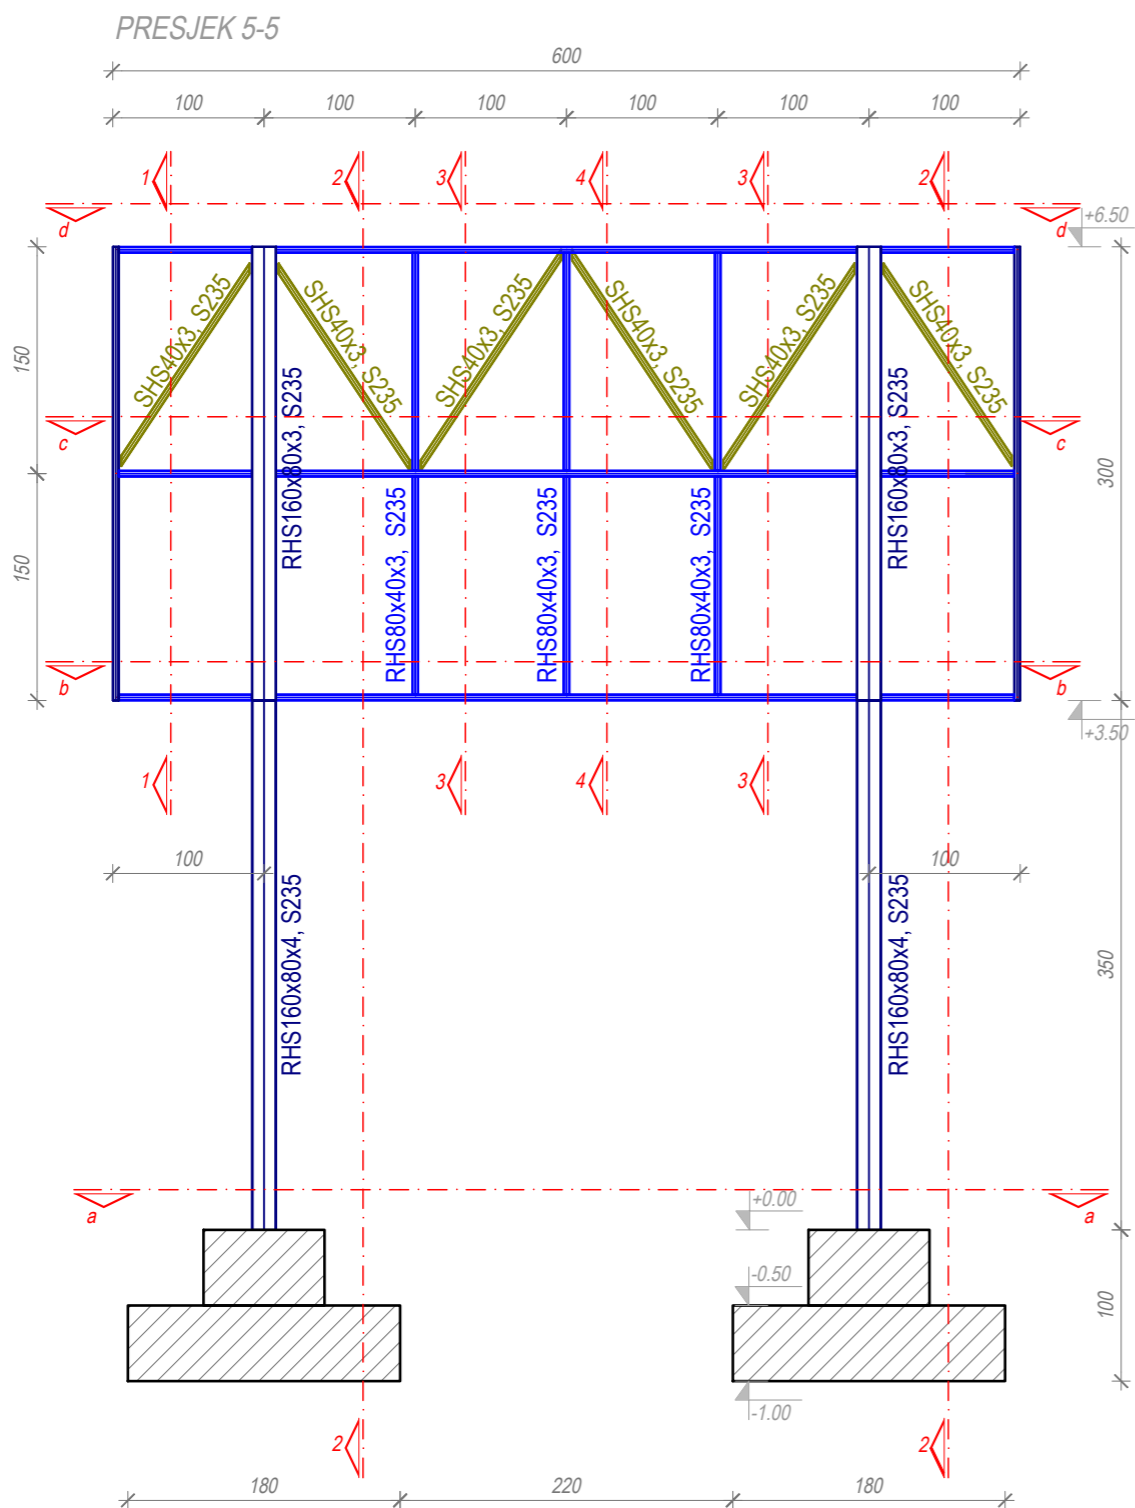 PRESJEK 5-5
600
100 100 100 100 100 100
1 2 3 4 3 2
d d
+6.50
SHS40x3, S235 SHS40x3, S235 SHS40x3, S235 SHS40x3, S235 SHS40x3, S235 SHS40x3, S235
150
RHS160x80x3, S235 RHS160x80x3, S235
c c
300
150
RHS80x40x3, S235 RHS80x40x3, S235 RHS80x40x3, S235
b b
+3.50
1 3 4 3
100 100
RHS160x80x4, S235 RHS160x80x4, S235
350
a a
+0.00
-0.50
100
-1.00
2 2
180 220 180